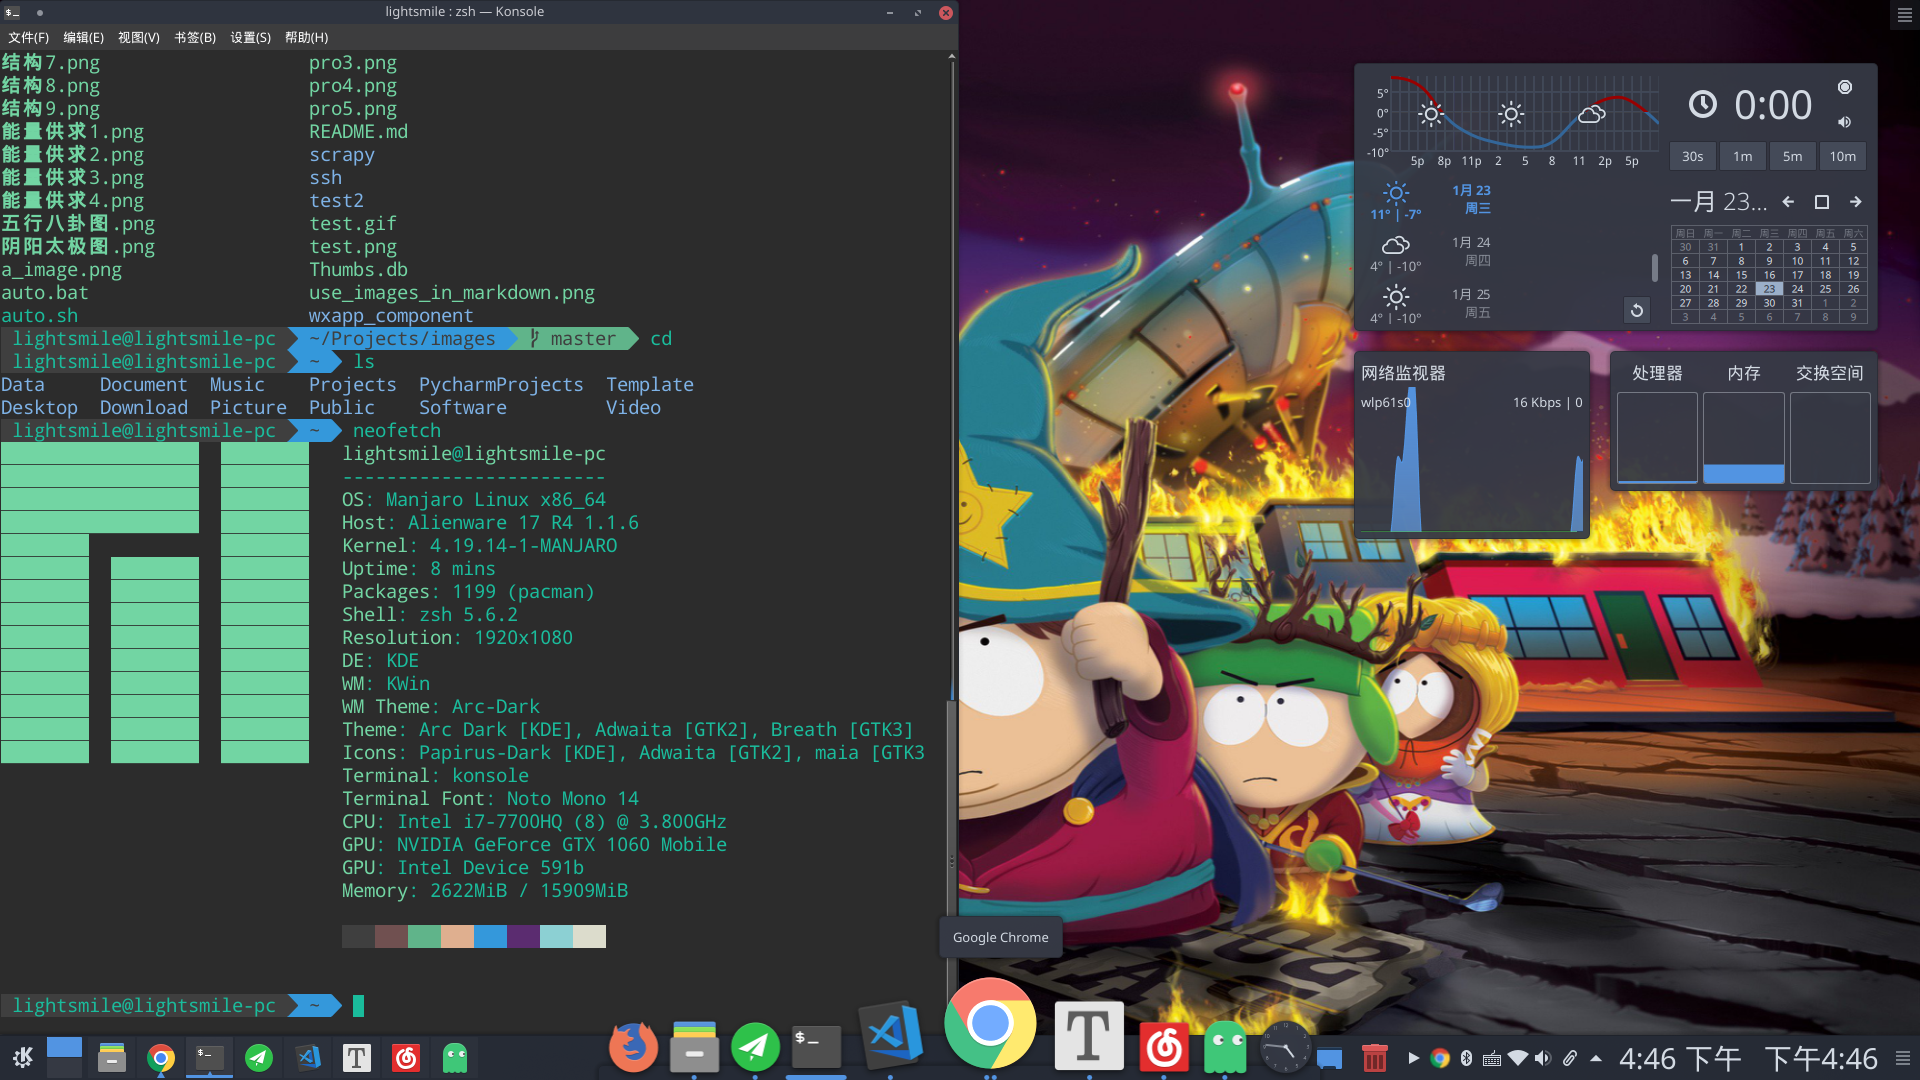 lightsmile : zsh — Konsole
文件(F) 编辑(E) 视图(V) 书签(B) 设置(S) 帮助(H)
结构7.png pro3.png
结构8.png pro4.png
结构9.png pro5.png
能量供求1.png README.md
能量供求2.png scrapy
能量供求3.png ssh
能量供求4.png test2
五行八卦图.png test.gif
阴阳太极图.png test.png
a_image.png Thumbs.db
auto.bat use_images_in_markdown.png
auto.sh wxapp_component
lightsmile@lightsmile-pc ~/Projects/images master cd
lightsmile@lightsmile-pc ~ ls
Data Document Music Projects PycharmProjects Template
Desktop Download Picture Public Software Video
lightsmile@lightsmile-pc ~ neofetch
lightsmile@lightsmile-pc
------------------------
OS: Manjaro Linux x86_64
Host: Alienware 17 R4 1.1.6
Kernel: 4.19.14-1-MANJARO
Uptime: 8 mins
Packages: 1199 (pacman)
Shell: zsh 5.6.2
Resolution: 1920x1080
DE: KDE
WM: KWin
WM Theme: Arc-Dark
Theme: Arc Dark [KDE], Adwaita [GTK2], Breath [GTK3]
Icons: Papirus-Dark [KDE], Adwaita [GTK2], maia [GTK3
Terminal: konsole
Terminal Font: Noto Mono 14
CPU: Intel i7-7700HQ (8) @ 3.800GHz
GPU: NVIDIA GeForce GTX 1060 Mobile
GPU: Intel Device 591b
Memory: 2622MiB / 15909MiB
lightsmile@lightsmile-pc ~
5°
0°
-5°
-10°
5p 8p 11p 2 5 8 11 2p 5p
11° | -7° 1月 23 周三
4° | -10° 1月 24 周四
4° | -10° 1月 25 周五
0:00
30s 1m 5m 10m
一月 23...
周日 周一 周二 周三 周四 周五 周六
30 31 1 2 3 4 5
6 7 8 9 10 11 12
13 14 15 16 17 18 19
20 21 22 23 24 25 26
27 28 29 30 31 1 2
3 4 5 6 7 8 9
网络监视器
wlp61s0 16 Kbps | 0
处理器 内存 交换空间
Google Chrome
4:46 下午 下午4:46